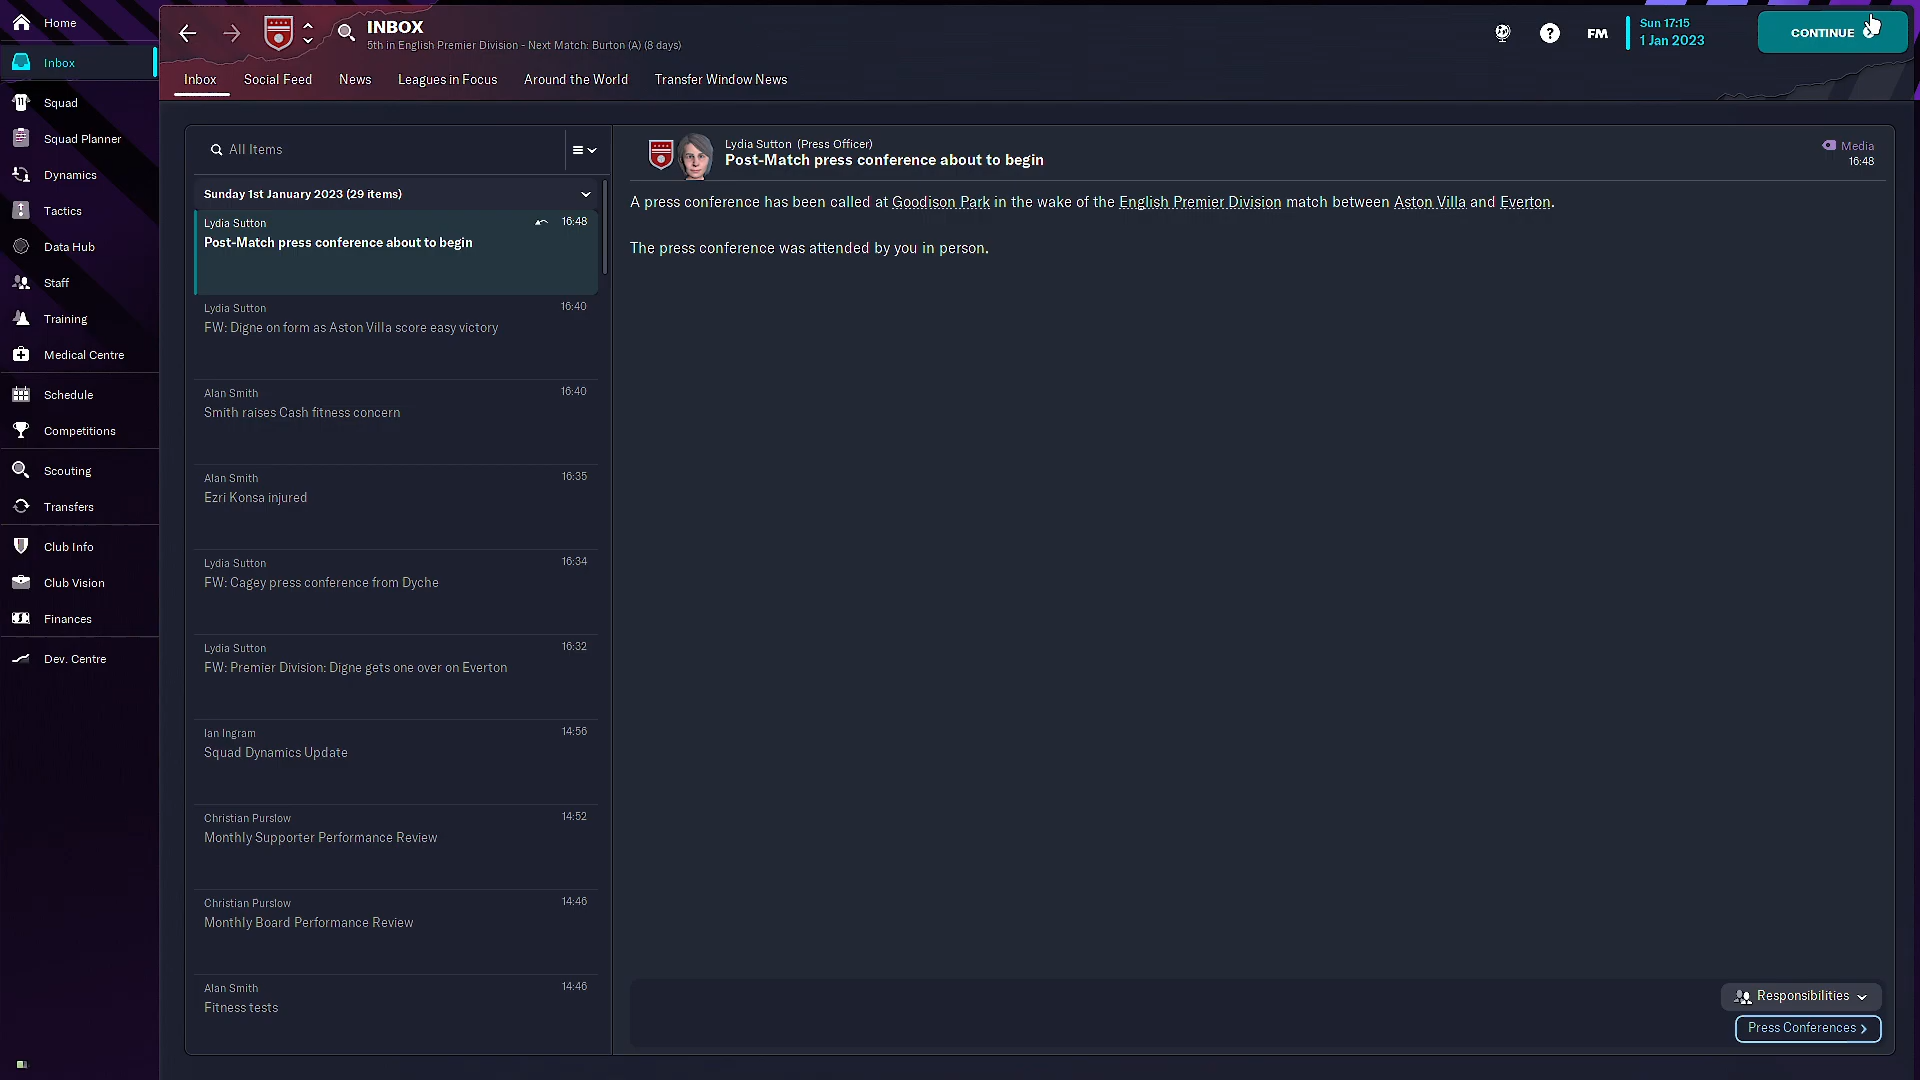 Home
Inbox
Squad
Squad Planner
Dynamics
Tactics
Data Hub
Staff
Training
Medical Centre
Schedule
Competitions
Scouting
Transfers
Club Info
Club Vision
Finances
Dev. Centre
INBOX
5th in English Premier Division - Next Match: Burton (A) (8 days)
FM
Sun 17:15
1 Jan 2023
CONTINUE
Inbox Social Feed News Leagues in Focus Around the World Transfer Window News
All Items
Sunday 1st January 2023 (29 items)
Lydia Sutton 16:48
Post-Match press conference about to begin
Lydia Sutton 16:40
FW: Digne on form as Aston Villa score easy victory
Alan Smith 16:40
Smith raises Cash fitness concern
Alan Smith 16:35
Ezri Konsa injured
Lydia Sutton 16:34
FW: Cagey press conference from Dyche
Lydia Sutton 16:32
FW: Premier Division: Digne gets one over on Everton
Ian Ingram 14:56
Squad Dynamics Update
Christian Purslow 14:52
Monthly Supporter Performance Review
Christian Purslow 14:46
Monthly Board Performance Review
Alan Smith 14:46
Fitness tests
Lydia Sutton (Press Officer)
Post-Match press conference about to begin
Media
16:48
A press conference has been called at Goodison Park in the wake of the English Premier Division match between Aston Villa and Everton.
The press conference was attended by you in person.
Responsibilities
Press Conferences >